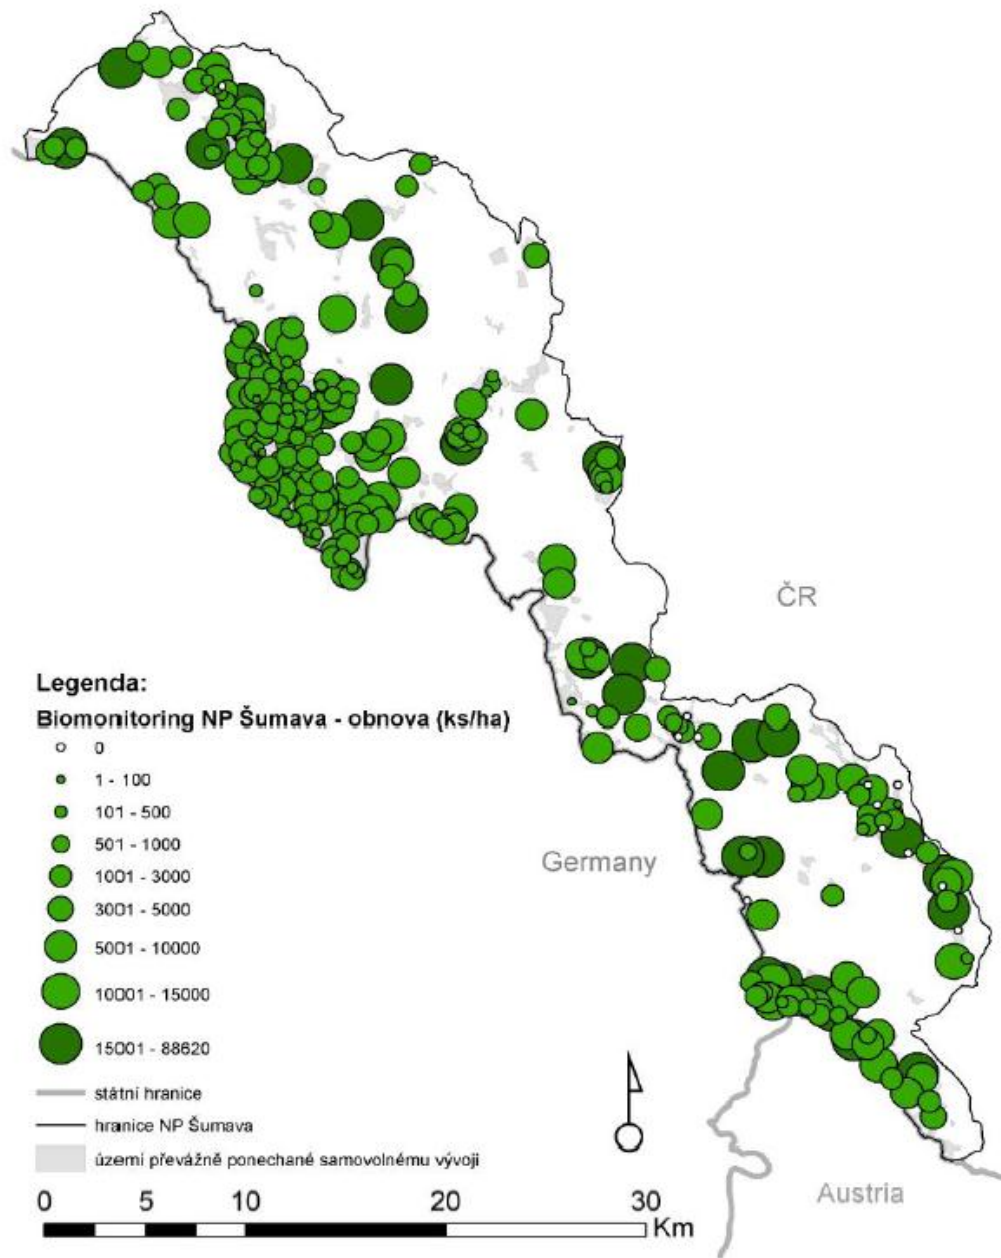 ČR
Legenda:
Biomonitoring NP Šumava - obnova (ks/ha)
0
1 - 100
101 - 500
501 - 1000
1001 - 3000
3001 - 5000
5001 - 10000
10001 - 15000
15001 - 88620
Germany
státní hranice
hranice NP Šumava
území převážně ponechané samovolnému vývoji
Austria
0 5 10 20 30
Km